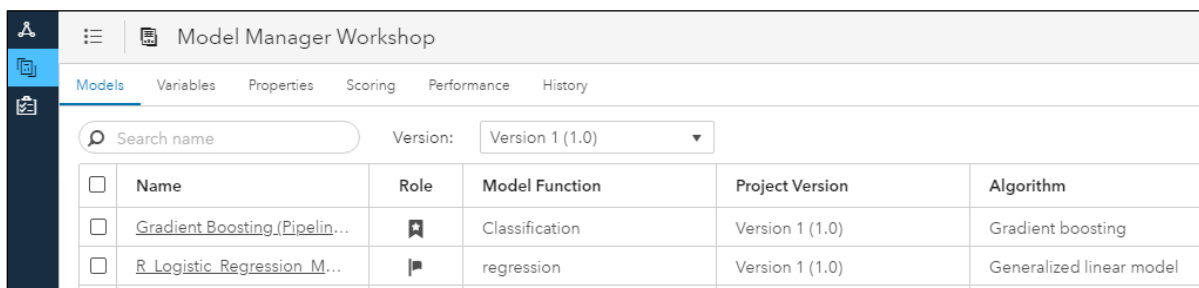 Model Manager Workshop
Models Variables Properties Scoring Performance History
Search name Version: Version 1 (1.0)
Name Role Model Function Project Version Algorithm
Gradient Boosting (Pipelin... Classification Version 1 (1.0) Gradient boosting
R_Logistic_Regression_M... regression Version 1 (1.0) Generalized linear model